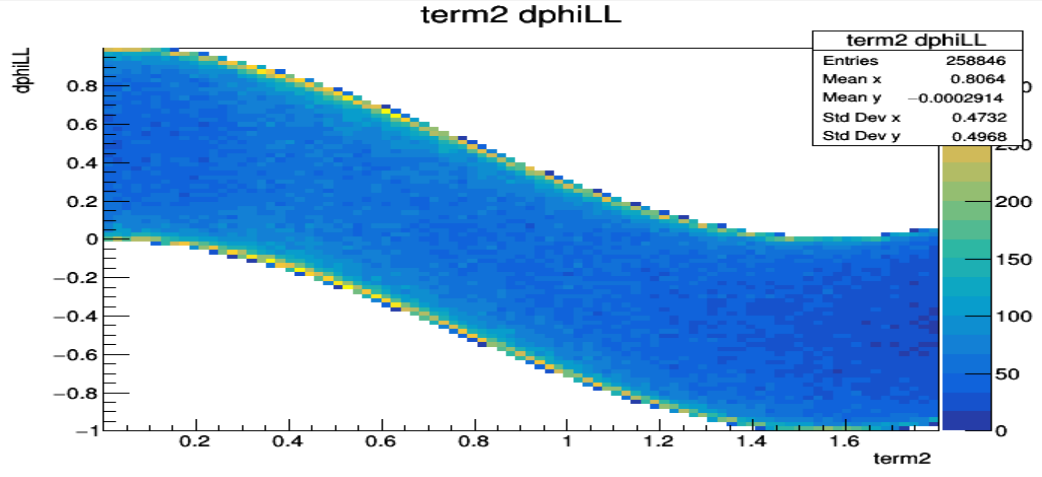 term2 dphiLL
dphiLL
term2 dphiLL
Entries 258846
Mean x 0.8064
Mean y −0.0002914
Std Dev x 0.4732
Std Dev y 0.4968
0.8
0.6
0.4
0.2
0
−0.2
−0.4
−0.6
−0.8
−1
0.2 0.4 0.6 0.8 1 1.2 1.4 1.6
term2
200
150
100
50
0